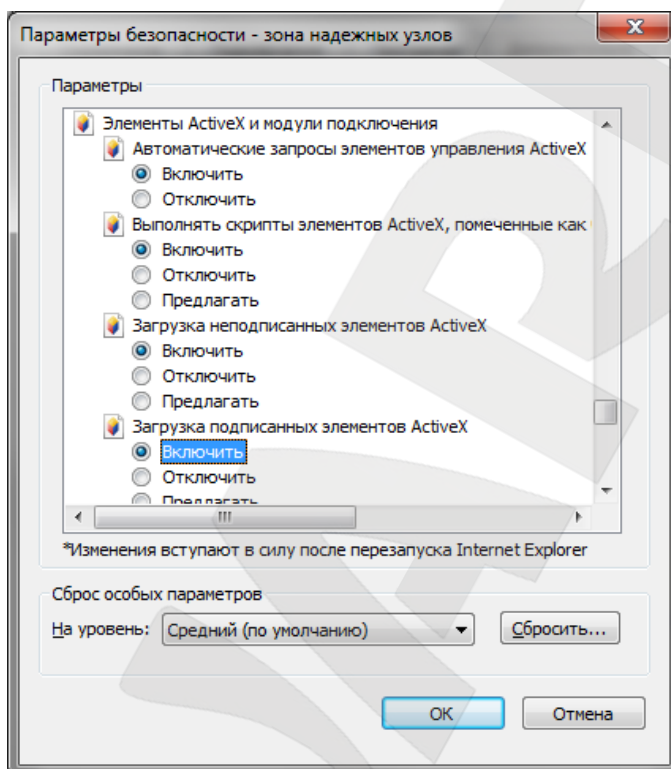 Параметры безопасности - зона надежных узлов
Параметры
Элементы ActiveX и модули подключения
Автоматические запросы элементов управления ActiveX
Включить
Отключить
Выполнять скрипты элементов ActiveX, помеченные как
Включить
Отключить
Предлагать
Загрузка неподписанных элементов ActiveX
Включить
Отключить
Предлагать
Загрузка подписанных элементов ActiveX
Включить
Отключить
Предлагать
*Изменения вступают в силу после перезапуска Internet Explorer
Сброс особых параметров
На уровень: Средний (по умолчанию) Сбросить...
ОК Отмена